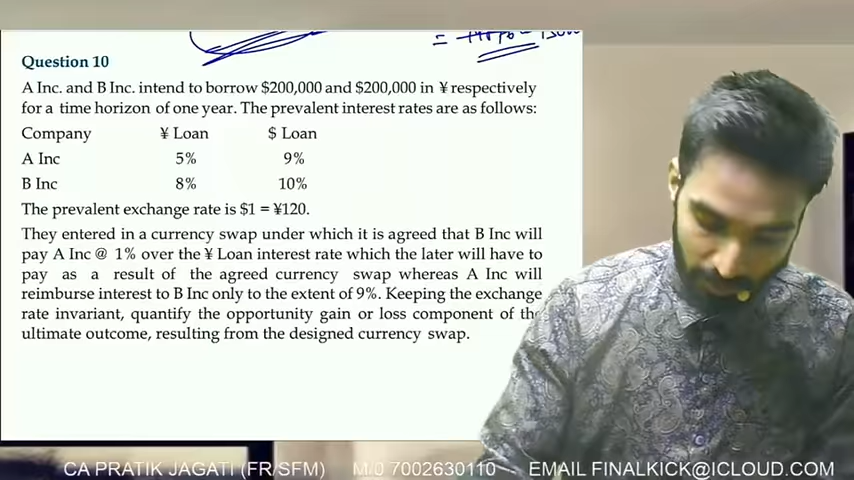 Question 10
A Inc. and B Inc. intend to borrow $200,000 and $200,000 in ¥ respectively
for a time horizon of one year. The prevalent interest rates are as follows:
Company ¥ Loan $ Loan
A Inc 5% 9%
B Inc 8% 10%
The prevalent exchange rate is $1 = ¥120.
They entered in a currency swap under which it is agreed that B Inc will
pay A Inc @ 1% over the ¥ Loan interest rate which the later will have to
pay as a result of the agreed currency swap whereas A Inc will
reimburse interest to B Inc only to the extent of 9%. Keeping the exchange
rate invariant, quantify the opportunity gain or loss component of the
ultimate outcome, resulting from the designed currency swap.
CA PRATIK JAGATI (FR/SFM) M:0 7002630110 - EMAIL FINALKICK@ICLOUD.COM